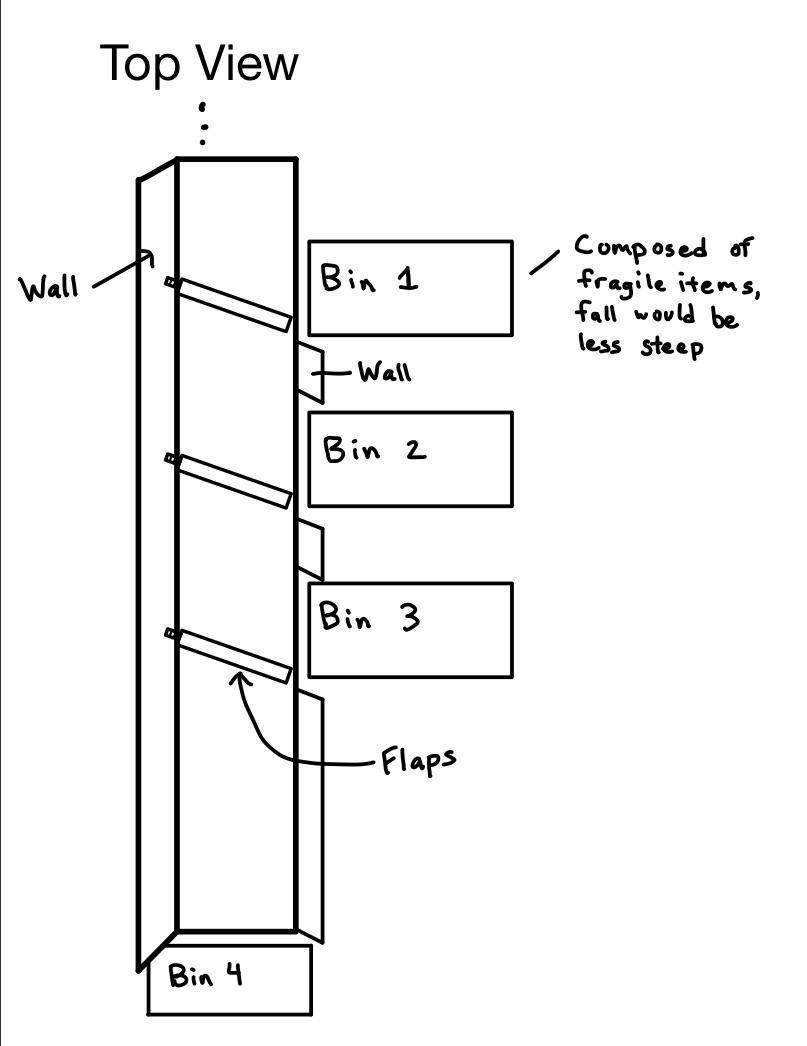 Top View
Bin 1
Composed of
fragile items,
fall would be
less steep
Wall
Wall
Bin 2
Bin 3
Flaps
Bin 4